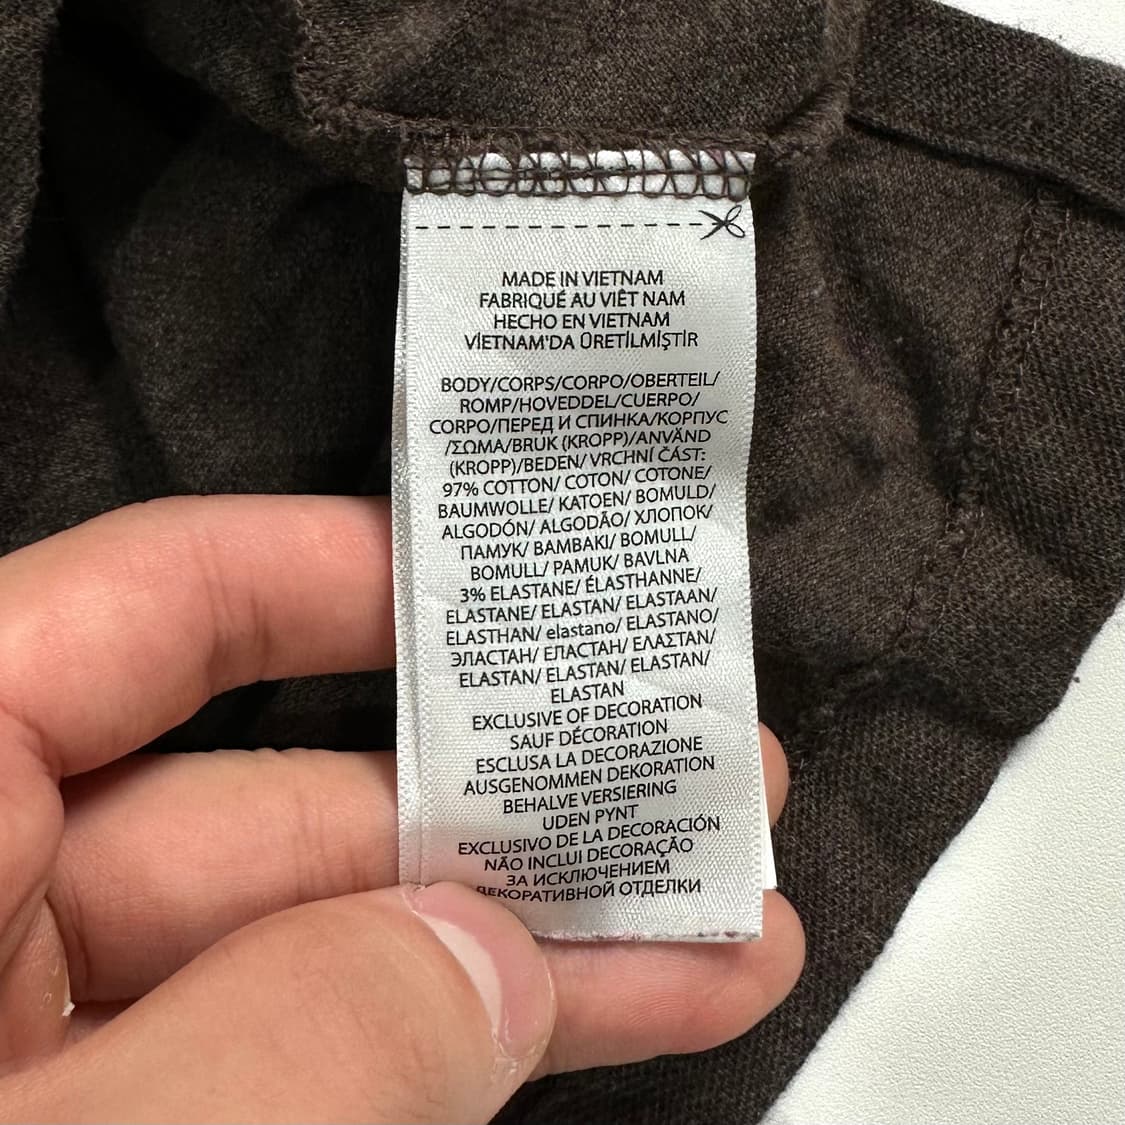 MADE IN VIETNAM
FABRIQUÉ AU VIÊT NAM
HECHO EN VIETNAM
VİETNAM'DA ÜRETİLMİŞTİR
BODY/CORPS/CORPO/OBERTEIL/
ROMP/HOVEDDEL/CUERPO/
CORPO/ПЕРЕД И СПИНКА/КОРПУС
/ΣΩΜΑ/BRUK (KROPP)/ANVÄND
(KROPP)/BEDEN/ VRCHNÍ ČÁST:
97% COTTON/ COTON/ COTONE/
BAUMWOLLE/ KATOEN/ BOMULD/
ALGODÓN/ ALGODÃO/ ХЛОПОК/
ПАМУК/ ΒΑΜΒΑΚΙ/ BOMULL/
BOMULL/ PAMUK/ BAVLNA
3% ELASTANE/ ÉLASTHANNE/
ELASTANE/ ELASTAN/ ELASTAAN/
ELASTHAN/ elastano/ ELASTANO/
ЭЛАСТАН/ ЕЛАСТАН/ ΕΛΑΣΤΑΝ/
ELASTAN/ ELASTAN/ ELASTAN/
ELASTAN
EXCLUSIVE OF DECORATION
SAUF DÉCORATION
ESCLUSA LA DECORAZIONE
AUSGENOMMEN DEKORATION
BEHALVE VERSIERING
UDEN PYNT
EXCLUSIVO DE LA DECORACIÓN
NÃO INCLUI DECORAÇÃO
ЗА ИСКЛЮЧЕНИЕМ
ДЕКОРАТИВНОЙ ОТДЕЛКИ